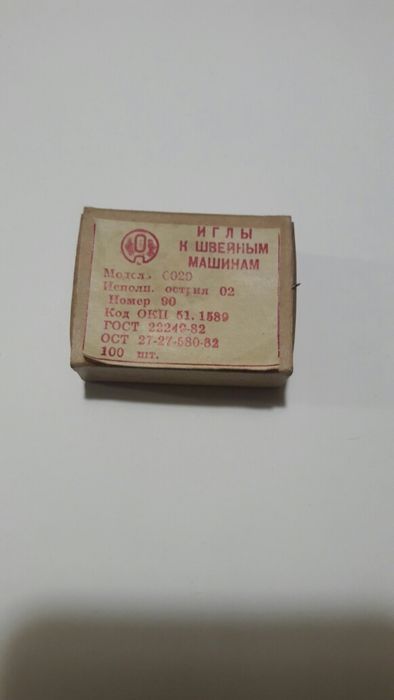 ИГЛЫ
К ШВЕЙНЫМ
МАШИНАМ
Модель 0029
Исполн. острия 02
Номер 90
Код ОКП 51.1589
ГОСТ 22249-82
ОСТ 27-27-580-82
100 шт.